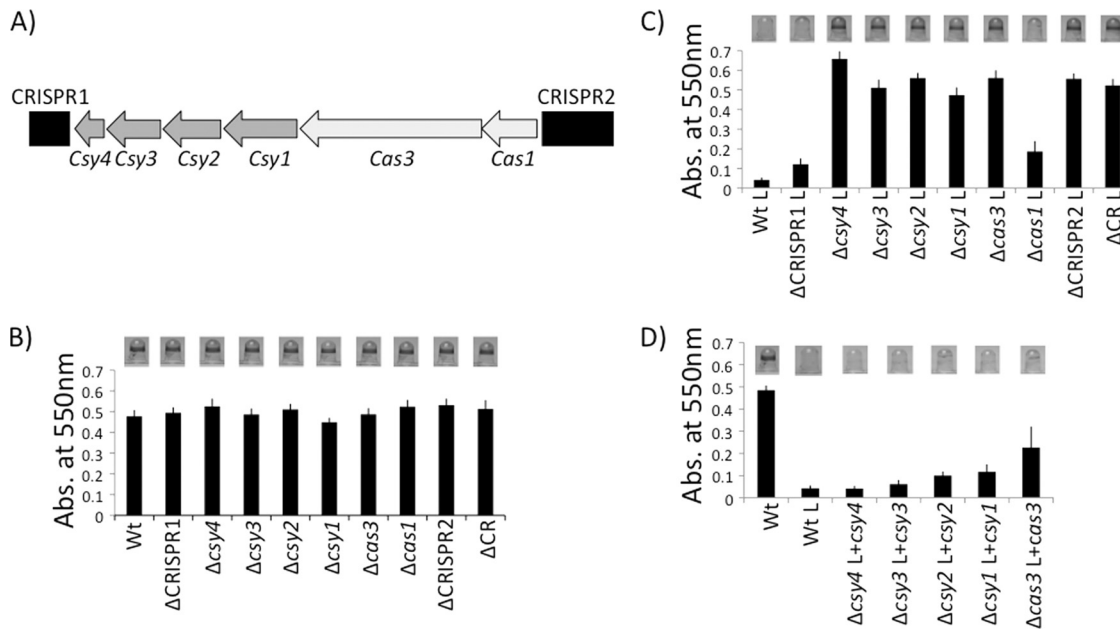 A)
CRISPR1
CRISPR2
Csy4 Csy3 Csy2 Csy1 Cas3 Cas1
B)
Abs. at 550nm
0.7
0.6
0.5
0.4
0.3
0.2
0.1
0
Wt
ΔCRISPR1
Δcsy4
Δcsy3
Δcsy2
Δcsy1
Δcas3
Δcas1
ΔCRISPR2
ΔCR
C)
Abs. at 550nm
0.7
0.6
0.5
0.4
0.3
0.2
0.1
0
Wt L
ΔCRISPR1 L
Δcsy4 L
Δcsy3 L
Δcsy2 L
Δcsy1 L
Δcas3 L
Δcas1 L
ΔCRISPR2 L
ΔCR L
D)
Abs. at 550nm
0.7
0.6
0.5
0.4
0.3
0.2
0.1
0
Wt
Wt L
Δcsy4 L+csy4
Δcsy3 L+csy3
Δcsy2 L+csy2
Δcsy1 L+csy1
Δcas3 L+cas3